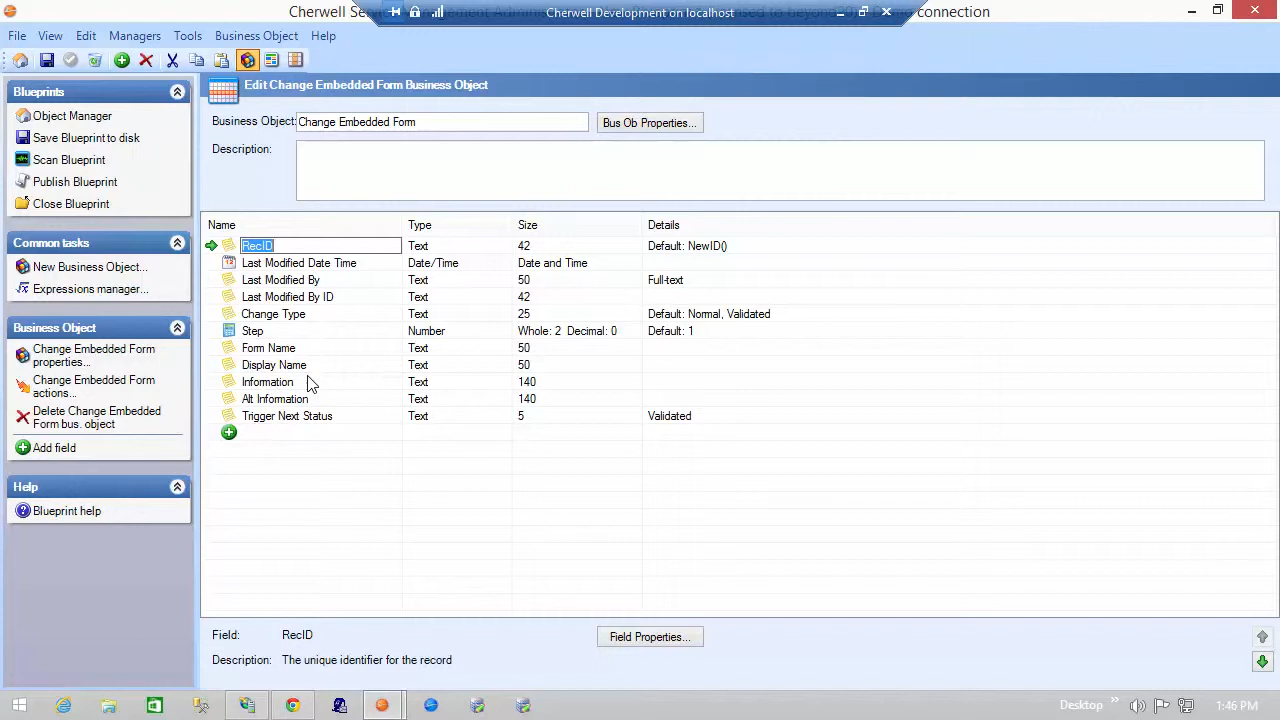 Cherwell Serv
Cherwell Development on localhost
connection
File View Edit Managers Tools Business Object Help
Blueprints
Object Manager
Save Blueprint to disk
Scan Blueprint
Publish Blueprint
Close Blueprint
Common tasks
New Business Object...
Expressions manager...
Business Object
Change Embedded Form
properties...
Change Embedded Form
actions...
Delete Change Embedded
Form bus. object
Add field
Help
Blueprint help
Edit Change Embedded Form Business Object
Business Object: Change Embedded Form Bus Ob Properties...
Description:
Name Type Size Details
RecID Text 42 Default: NewID()
Last Modified Date Time Date/Time Date and Time
Last Modified By Text 50 Full-text
Last Modified By ID Text 42
Change Type Text 25 Default: Normal, Validated
Step Number Whole: 2 Decimal: 0 Default: 1
Form Name Text 50
Display Name Text 50
Information Text 140
Alt Information Text 140
Trigger Next Status Text 5 Validated
Field: RecID Field Properties...
Description: The unique identifier for the record
Desktop 1:46 PM